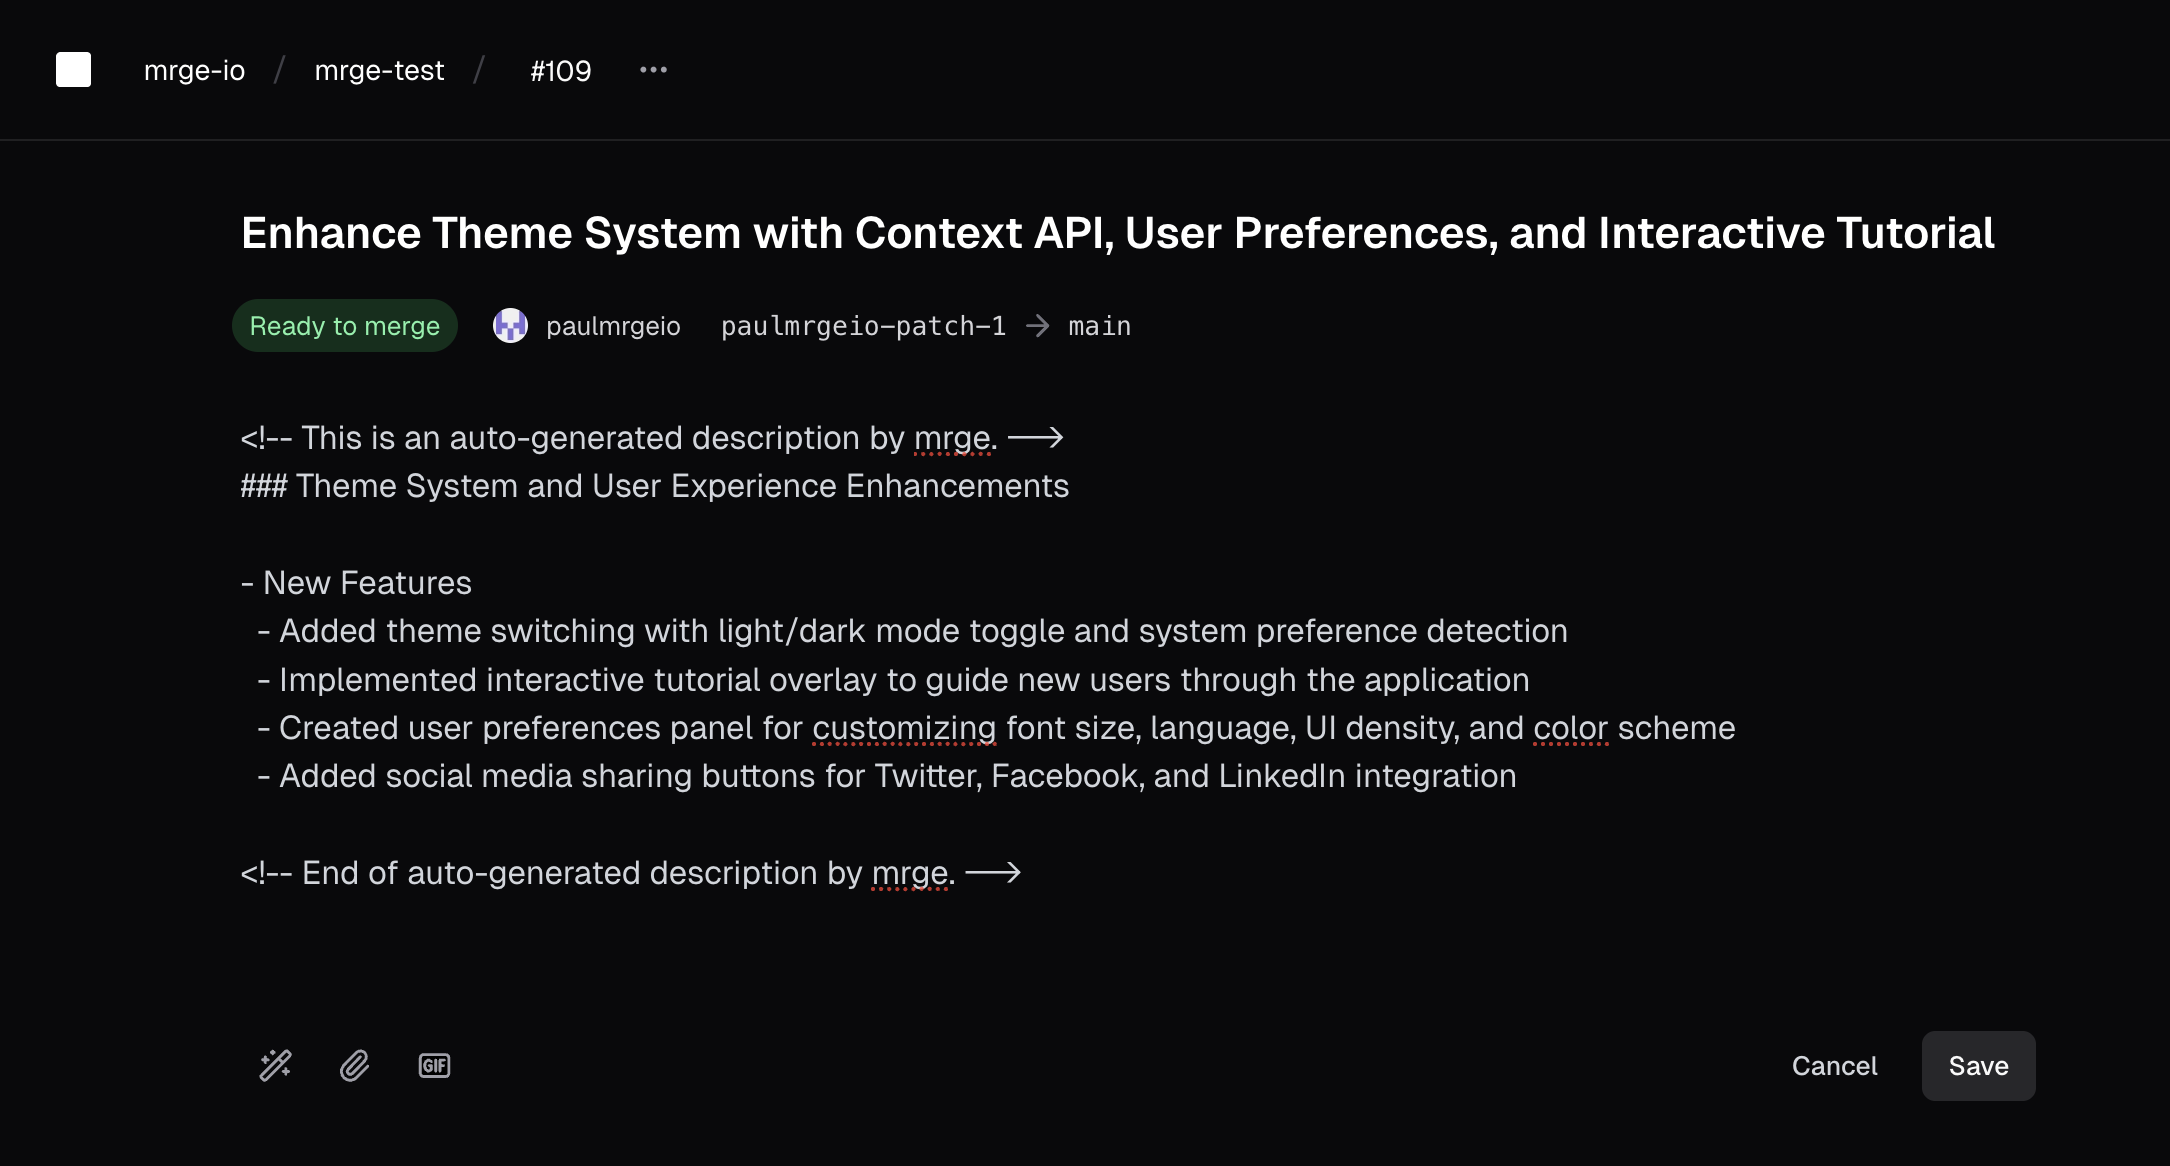 mrge-io / mrge-test / #109 ···
Enhance Theme System with Context API, User Preferences, and Interactive Tutorial
Ready to merge paulmrgeio paulmrgeio-patch-1 → main
<!-- This is an auto-generated description by mrge. -->
### Theme System and User Experience Enhancements
- New Features
- Added theme switching with light/dark mode toggle and system preference detection
- Implemented interactive tutorial overlay to guide new users through the application
- Created user preferences panel for customizing font size, language, UI density, and color scheme
- Added social media sharing buttons for Twitter, Facebook, and LinkedIn integration
<!-- End of auto-generated description by mrge. -->
GIF Cancel Save